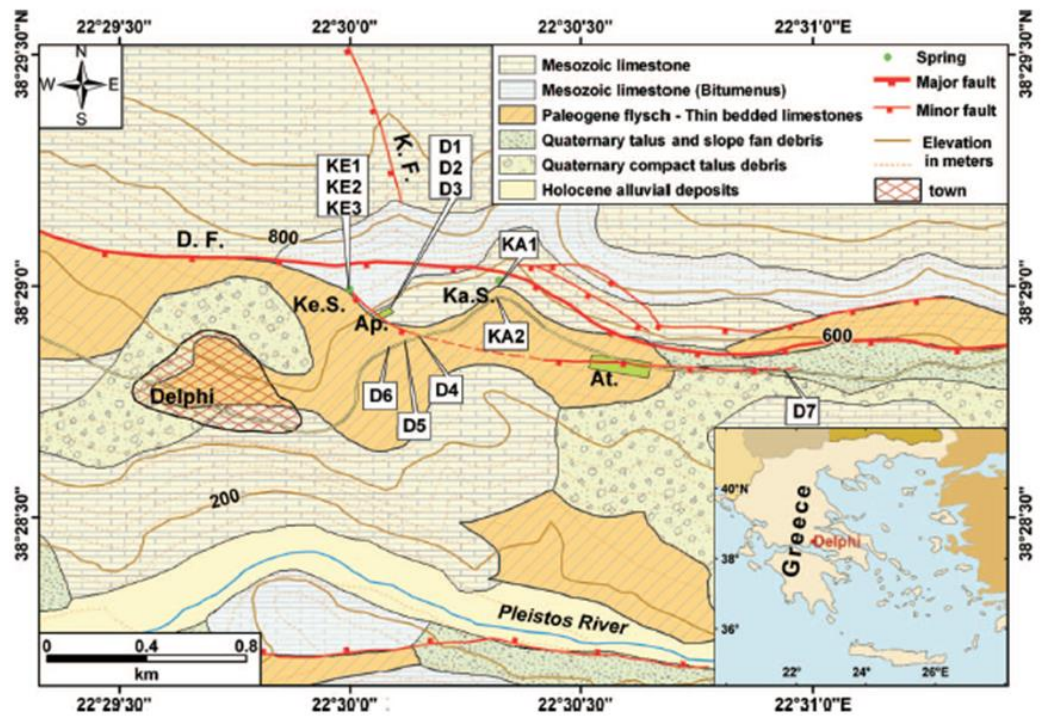 22°29'30"E
22°30'0"E
22°30'30"E
22°31'0"E
38°29'30"N
38°29'30"N
N
W
E
S
Mesozoic limestone
Mesozoic limestone (Bitumenus)
Paleogene flysch - Thin bedded limestones
Quaternary talus and slope fan debris
Quaternary compact talus debris
Holocene alluvial deposits
Spring
Major fault
Minor fault
Elevation
in meters
town
K. F.
KE1
KE2
KE3
D1
D2
D3
D. F.
800
KA1
38°29'0"N
38°29'0"N
Ke.S.
Ka.S.
Ap.
KA2
600
At.
Delphi
D6
D4
D5
D7
200
38°28'30"N
38°28'30"N
Pleistos River
40°N
38°
36°
Greece
Delphi
22°
24°
26°E
0
0.4
0.8
km
22°29'30"E
22°30'0"E
22°30'30"E
22°31'0"E